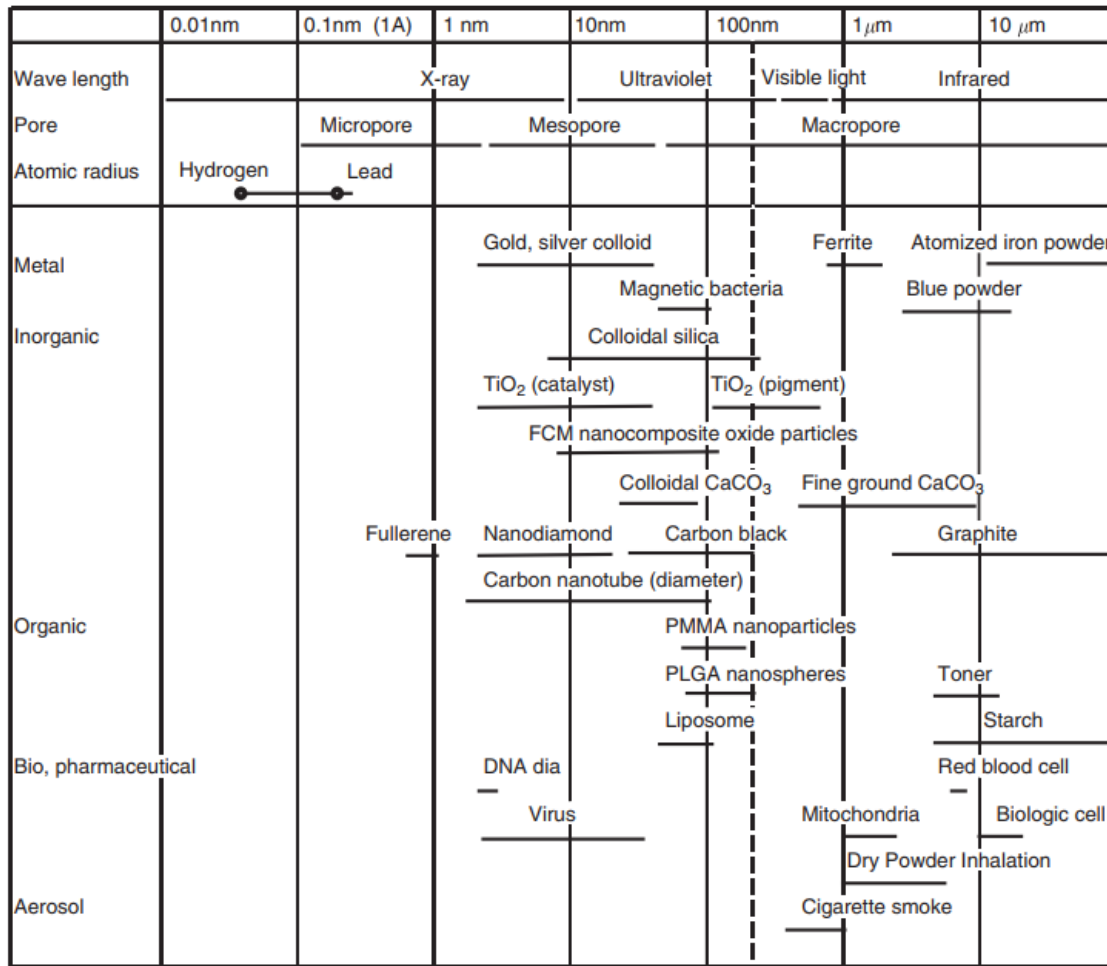 0.01nm 0.1nm (1A) 1 nm 10nm 100nm 1μm 10 μm
Wave length X-ray Ultraviolet Visible light Infrared
Pore Micropore Mesopore Macropore
Atomic radius Hydrogen Lead
Gold, silver colloid Ferrite Atomized iron powder
Metal
Magnetic bacteria Blue powder
Inorganic Colloidal silica
TiO₂ (catalyst) TiO₂ (pigment)
FCM nanocomposite oxide particles
Colloidal CaCO₃ Fine ground CaCO₃
Fullerene Nanodiamond Carbon black Graphite
Carbon nanotube (diameter)
Organic PMMA nanoparticles
PLGA nanospheres Toner
Liposome Starch
Bio, pharmaceutical DNA dia Red blood cell
Virus Mitochondria Biologic cell
Dry Powder Inhalation
Aerosol Cigarette smoke